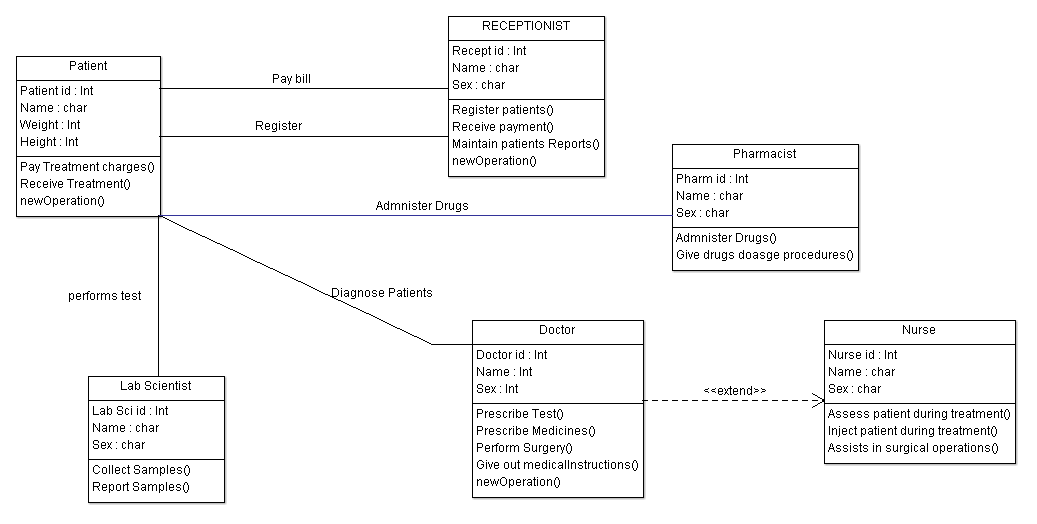 RECEPTIONIST
Recept id : Int
Name : char
Sex : char
Register patients()
Receive payment()
Maintain patients Reports()
newOperation()
Patient
Patient id : Int
Name : char
Weight : Int
Height : Int
Pay Treatment charges()
Receive Treatment()
newOperation()
Pay bill
Register
Pharmacist
Pharm id : Int
Name : char
Sex : char
Admnister Drugs()
Give drugs doasge procedures()
Admnister Drugs
performs test
Diagnose Patients
Doctor
Doctor id : Int
Name : Int
Sex : Int
Prescribe Test()
Prescribe Medicines()
Perform Surgery()
Give out medicalInstructions()
newOperation()
<<extend>>
Nurse
Nurse id : Int
Name : char
Sex : char
Assess patient during treatment()
Inject patient during treatment()
Assists in surgical operations()
Lab Scientist
Lab Sci id : Int
Name : char
Sex : char
Collect Samples()
Report Samples()